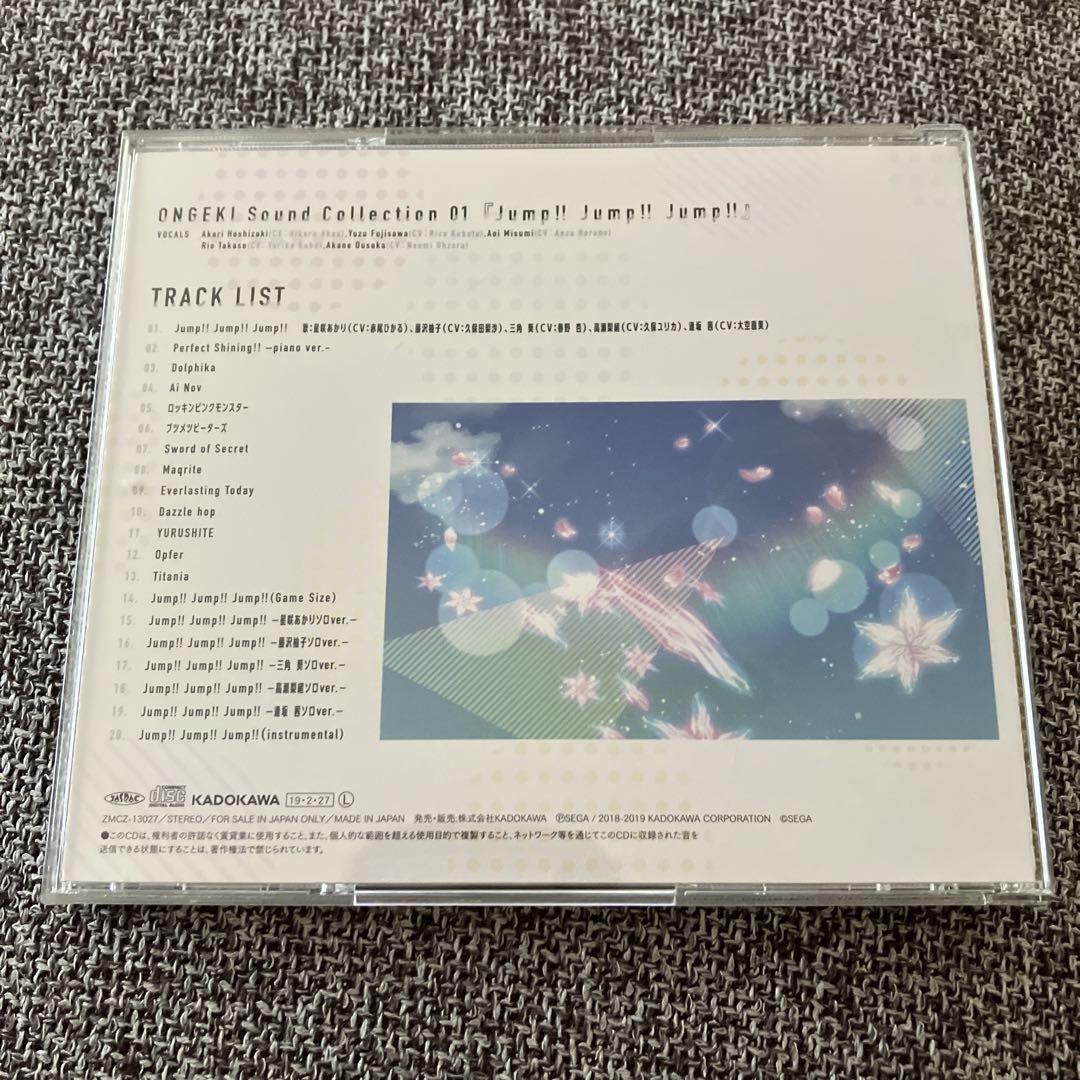 ONGEKI Sound Collection 01『Jump!! Jump!! Jump!!』
VOCALS Akari Hoshizaki(CV:Hikaru Akao),Yuzu Fujisawa(CV:Risa Kubota),Aoi Misumi(CV:Anzu Haruno)
Rio Takase(CV:Yurika Kubo),Akane Ousaka(CV:Naomi Ohzora)
TRACK LIST
01. Jump!! Jump!! Jump!! 歌:星咲あかり(CV:赤尾ひかる)、藤沢柚子(CV:久保田梨沙)、三角 葵(CV:春野 杏)、高瀬梨緒(CV:久保ユリカ)、逢坂 茜(CV:大空直美)
02. Perfect Shining!! —piano ver.-
03. Dolphika
04. Ai Nov
05. ロッキンピンクモンスター
06. ブツメツビーターズ
07. Sword of Secret
08. Maqrite
09. Everlasting Today
10. Dazzle hop
11. YURUSHITE
12. Opfer
13. Titania
14. Jump!! Jump!! Jump!!(Game Size)
15. Jump!! Jump!! Jump!! —星咲あかりソロver.—
16. Jump!! Jump!! Jump!! —藤沢柚子ソロver.—
17. Jump!! Jump!! Jump!! —三角 葵ソロver.—
18. Jump!! Jump!! Jump!! —高瀬梨緒ソロver.—
19. Jump!! Jump!! Jump!! —逢坂 茜ソロver.—
20. Jump!! Jump!! Jump!!(instrumental)
JASRAC COMPACT disc DIGITAL AUDIO KADOKAWA 19・2・27 L
ZMCZ-13027／STEREO／FOR SALE IN JAPAN ONLY／MADE IN JAPAN 発売・販売:株式会社KADOKAWA ℗SEGA / 2018-2019 KADOKAWA CORPORATION ©SEGA
●このCDは、権利者の許諾なく賃貸業に使用すること、また、個人的な範囲を超える使用目的で複製すること、ネットワーク等を通じてこのCDに収録された音を
送信できる状態にすることは、著作権法で禁じられています。